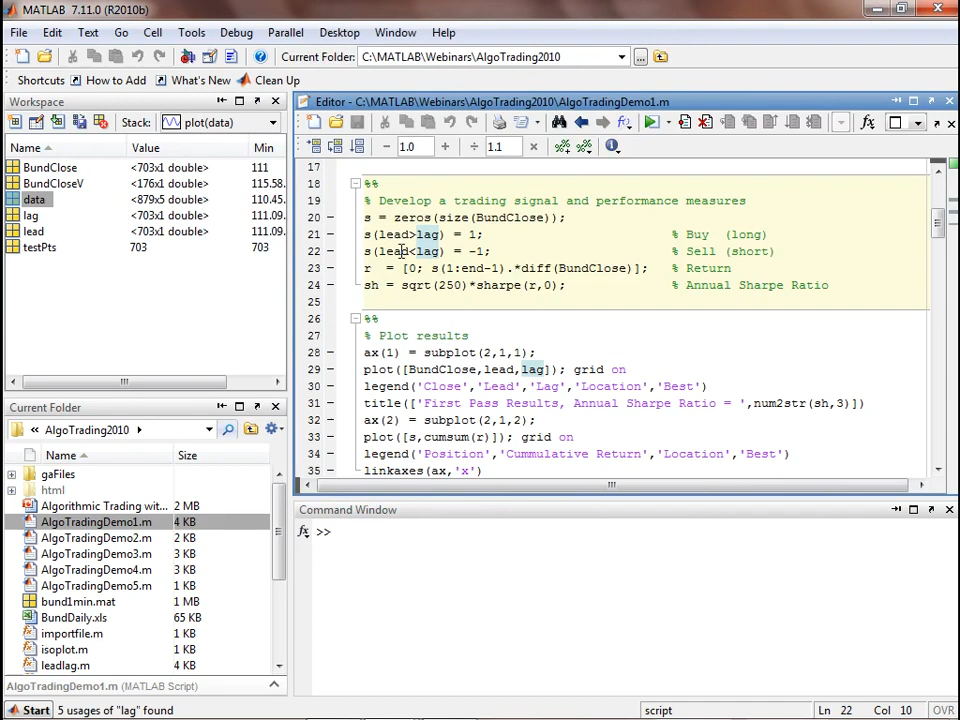 MATLAB 7.11.0 (R2010b)
File Edit Text Go Cell Tools Debug Parallel Desktop Window Help
Current Folder: C:\MATLAB\Webinars\AlgoTrading2010
Shortcuts How to Add What's New Clean Up
Workspace
Stack: plot(data)
Name Value Min
BundClose <703x1 double> 111
BundCloseV <176x1 double> 115.58.
data <879x5 double> 110.45.
lag <703x1 double> 111.09.
lead <703x1 double> 111.09.
testPts 703 703
Current Folder
« AlgoTrading2010
Name Size
gaFiles
html
Algorithmic Trading wit... 2 MB
AlgoTradingDemo1.m 4 KB
AlgoTradingDemo2.m 2 KB
AlgoTradingDemo3.m 3 KB
AlgoTradingDemo4.m 3 KB
AlgoTradingDemo5.m 1 KB
bund1min.mat 1 MB
BundDaily.xls 65 KB
importfile.m 1 KB
isoplot.m 1 KB
leadlag.m 1 KB
AlgoTradingDemo1.m (MATLAB Script)
Editor - C:\MATLAB\Webinars\AlgoTrading2010\AlgoTradingDemo1.m
− 1.0 + ÷ 1.1 ×
17 –
18 %%
19 % Develop a trading signal and performance measures
20 – s = zeros(size(BundClose));
21 – s(lead>lag) = 1; % Buy (long)
22 – s(lead<lag) = -1; % Sell (short)
23 – r = [0; s(1:end-1).*diff(BundClose)]; % Return
24 – sh = sqrt(250)*sharpe(r,0); % Annual Sharpe Ratio
25
26 %%
27 % Plot results
28 – ax(1) = subplot(2,1,1);
29 – plot([BundClose,lead,lag]); grid on
30 – legend('Close','Lead','Lag','Location','Best')
31 – title(['First Pass Results, Annual Sharpe Ratio = ',num2str(sh,3)])
32 – ax(2) = subplot(2,1,2);
33 – plot([s,cumsum(r)]); grid on
34 – legend('Position','Cummulative Return','Location','Best')
35 – linkaxes(ax,'x')
Command Window
fx >>
Start 5 usages of "lag" found script Ln 22 Col 10 OVR